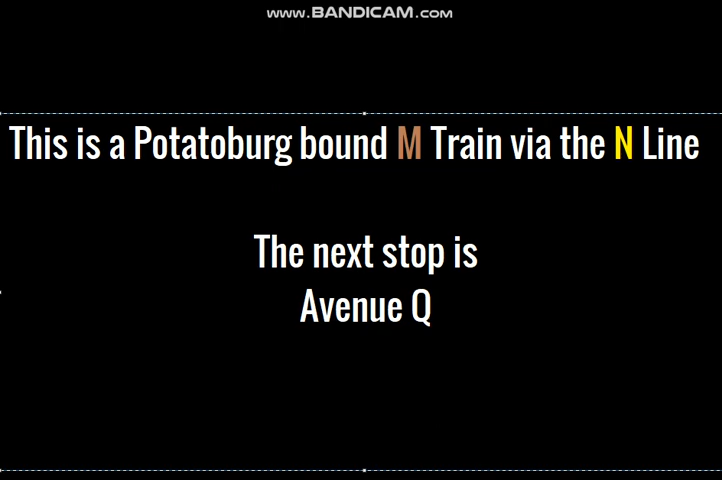 www.BANDICAM.com
This is a Potatoburg bound M Train via the N Line
The next stop is
Avenue Q